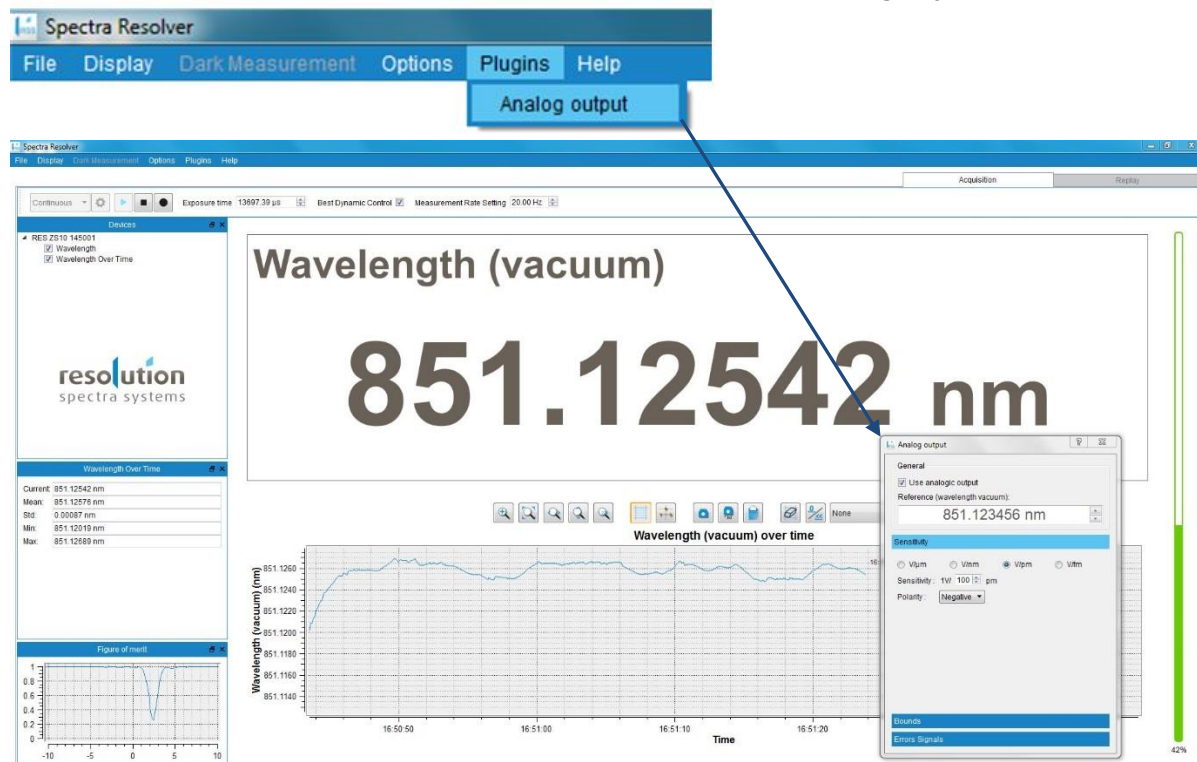 Spectra Resolver
File Display Dark Measurement Options Plugins Help
Analog output
Spectra Resolver
File Display Dark Measurement Options Plugins Help
Acquisition Replay
Continuous Exposure time 13697.39 µs Best Dynamic Control Measurement Rate Setting 20.00 Hz
Devices
RES ZS10 145001
Wavelength
Wavelength Over Time
resolution
spectra systems
Wavelength (vacuum)
851.12542 nm
Wavelength Over Time
Current: 851.12542 nm
Mean: 851.12576 nm
Std: 0.00087 nm
Min: 851.12019 nm
Max: 851.12689 nm
None
Wavelength (vacuum) over time
Wavelength (vacuum) (nm)
851.1260
851.1240
851.1220
851.1200
851.1180
851.1160
851.1140
16:50:50 16:51:00 16:51:10 16:51:20
Time
Figure of merit
1
0.8
0.6
0.4
0.2
0
-10 -5 0 5 10
Analog output
General
Use analogic output
Reference (wavelength vacuum):
851.123456 nm
Sensitivity
V/µm V/nm V/pm V/fm
Sensitivity: 1V/ 100 pm
Polarity: Negative
Bounds
Errors Signals
42%